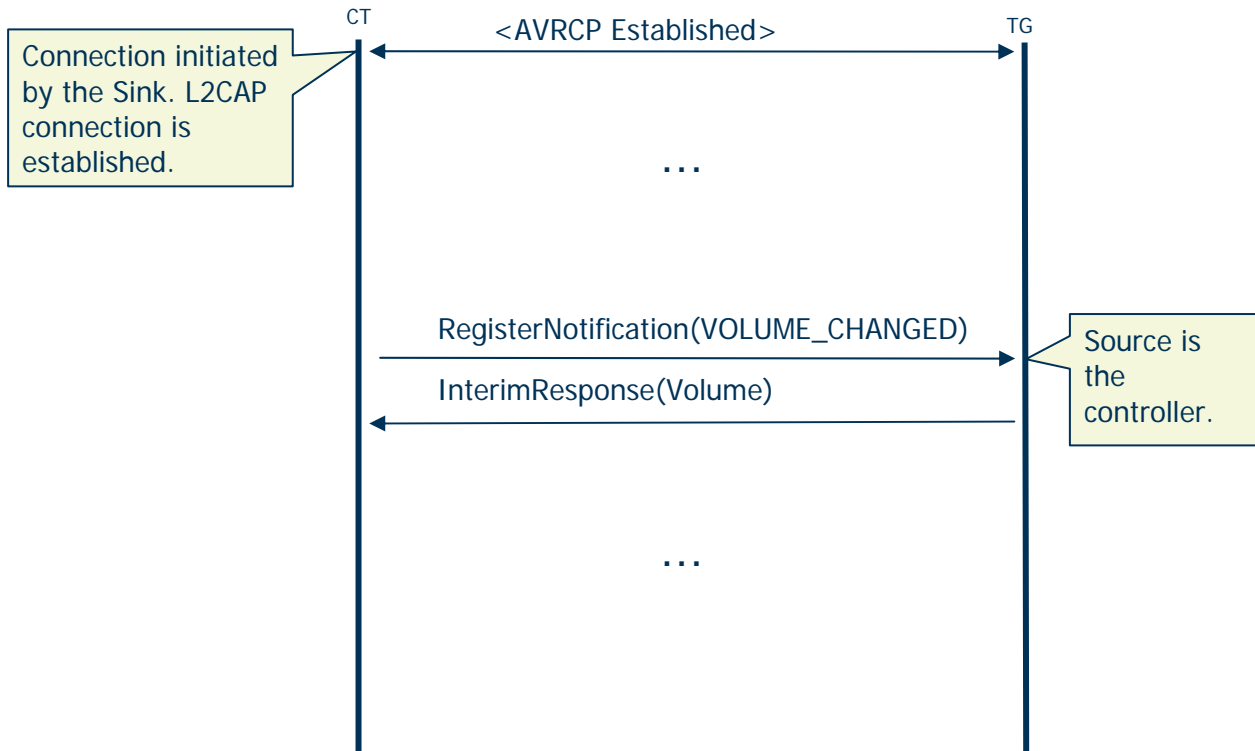 CT
<AVRCP Established>
TG
Connection initiated
by the Sink. L2CAP
connection is
established.
...
RegisterNotification(VOLUME_CHANGED)
Source is
the
controller.
InterimResponse(Volume)
...